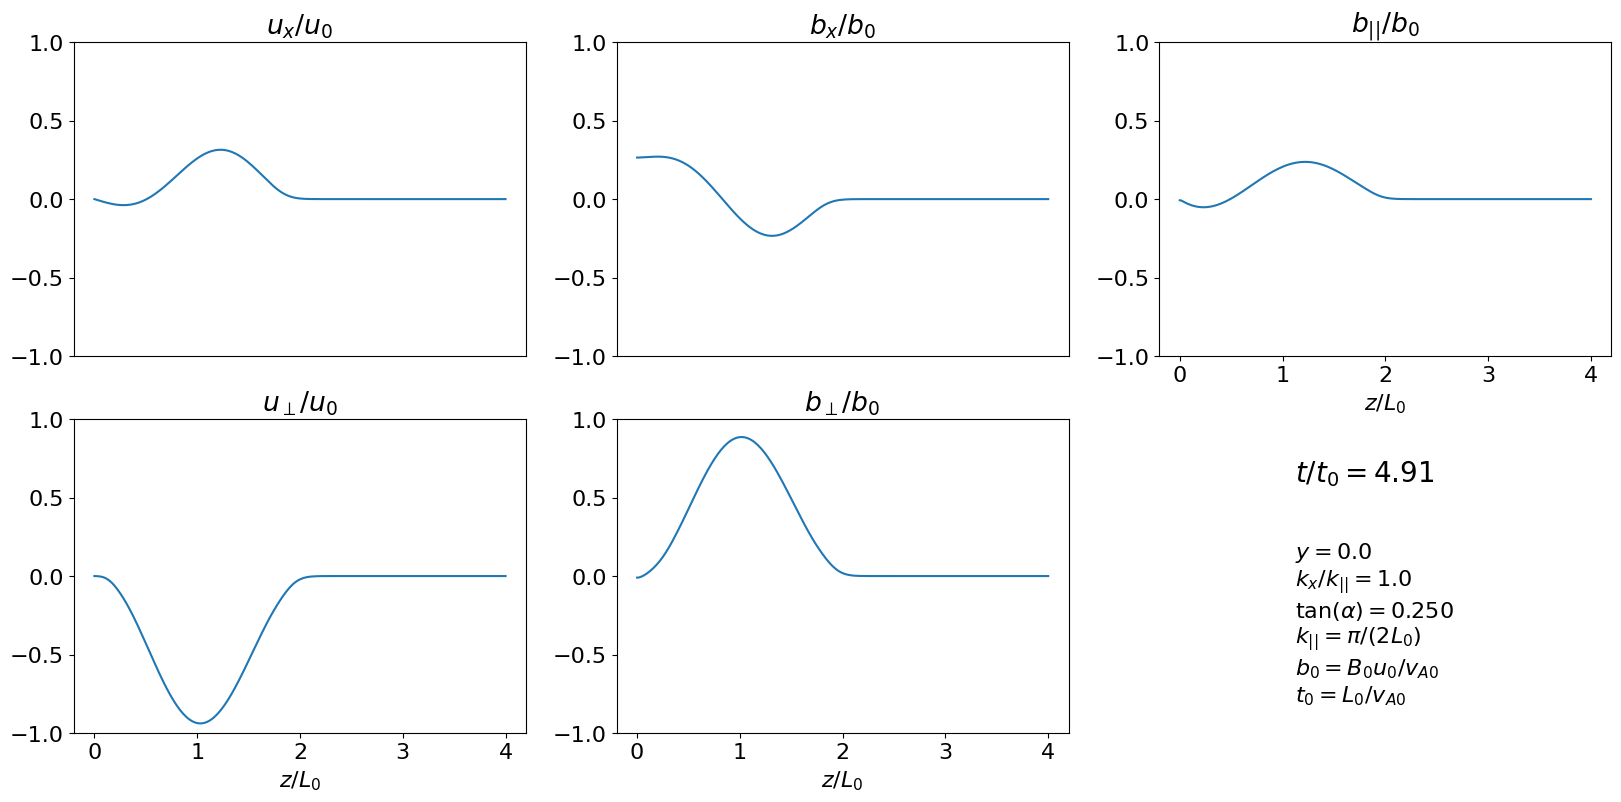 u_x/u_0
1.0
0.5
0.0
−0.5
−1.0
b_x/b_0
1.0
0.5
0.0
−0.5
−1.0
b_{||}/b_0
1.0
0.5
0.0
−0.5
−1.0
0 1 2 3 4
z/L_0
u_⊥/u_0
1.0
0.5
0.0
−0.5
−1.0
0 1 2 3 4
z/L_0
b_⊥/b_0
1.0
0.5
0.0
−0.5
−1.0
0 1 2 3 4
z/L_0
t/t_0 = 4.91
y = 0.0
k_x/k_{||} = 1.0
tan(α) = 0.250
k_{||} = π/(2L_0)
b_0 = B_0u_0/v_{A0}
t_0 = L_0/v_{A0}